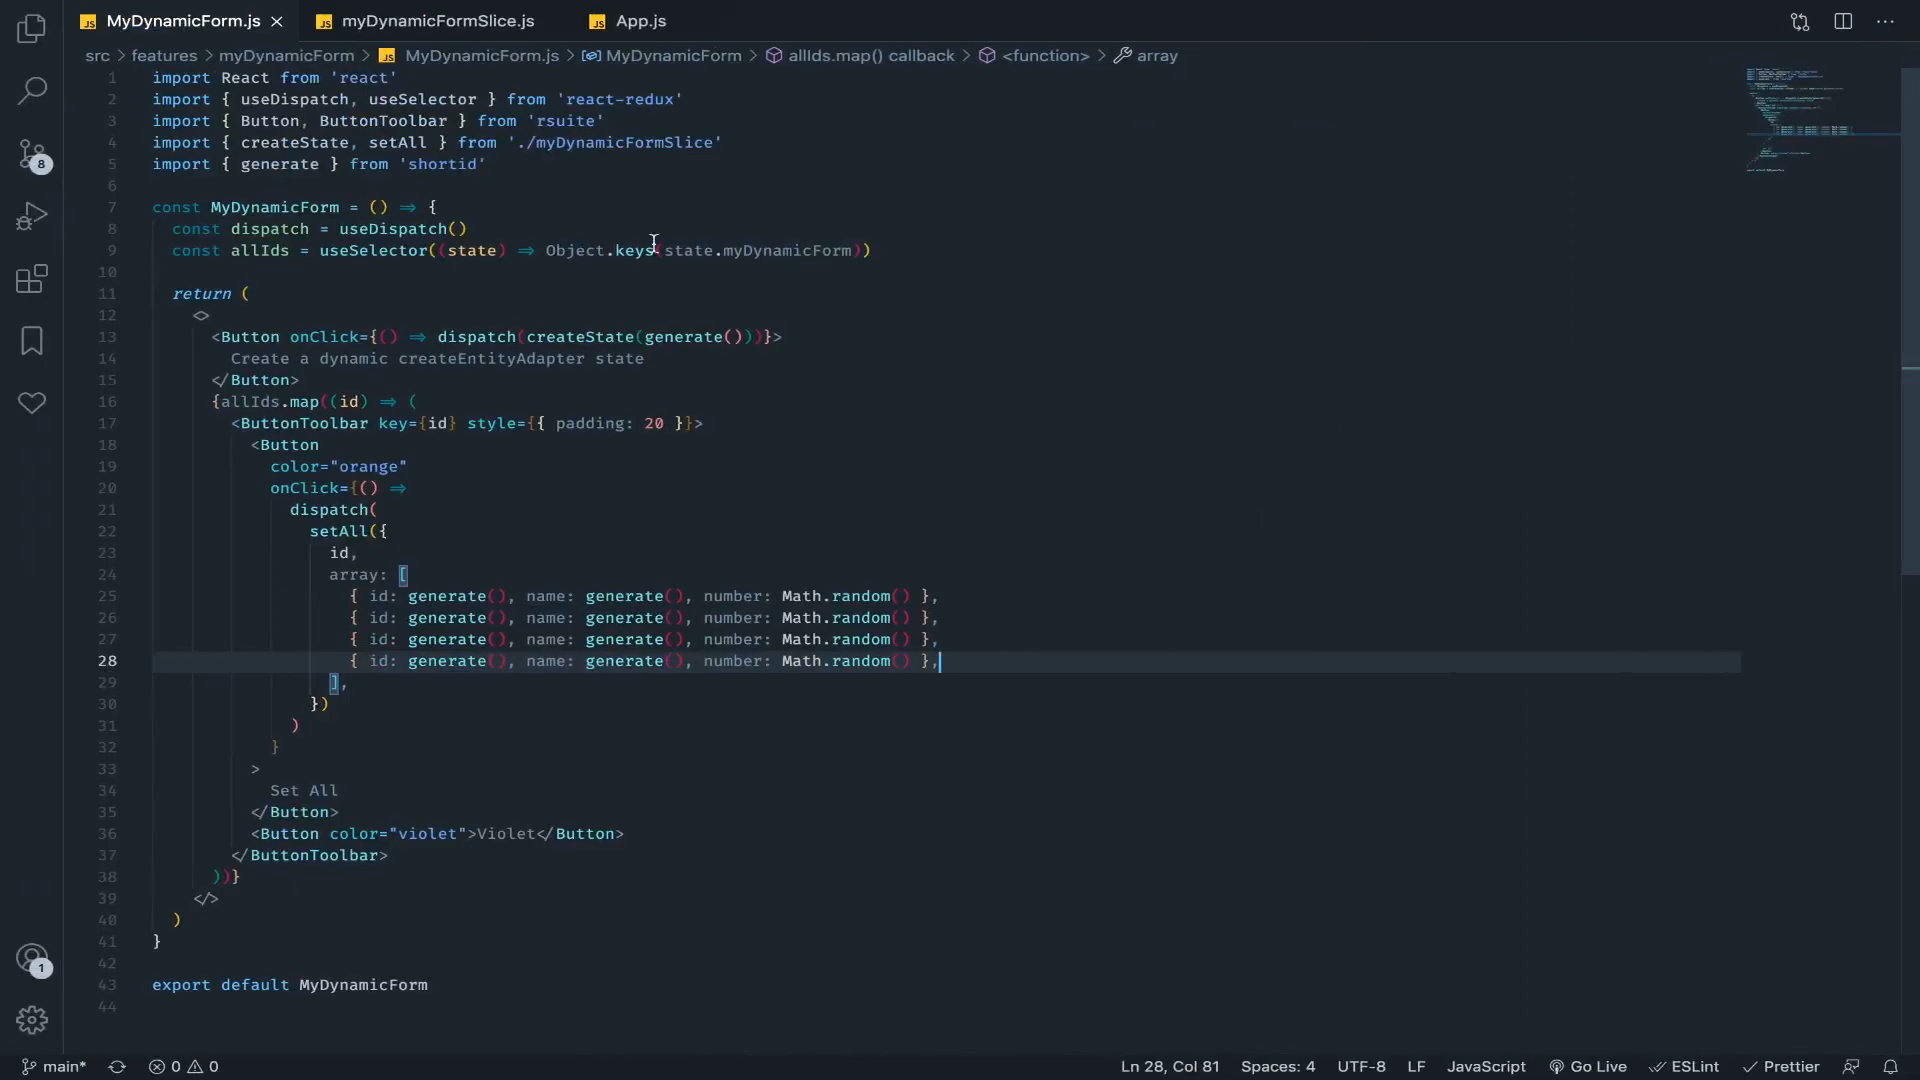 MyDynamicForm.js
myDynamicFormSlice.js
App.js
src > features > myDynamicForm > MyDynamicForm.js > MyDynamicForm > allIds.map() callback > <function> > array
1 import React from 'react'
2 import { useDispatch, useSelector } from 'react-redux'
3 import { Button, ButtonToolbar } from 'rsuite'
4 import { createState, setAll } from './myDynamicFormSlice'
5 import { generate } from 'shortid'
6
7 const MyDynamicForm = () => {
8 const dispatch = useDispatch()
9 const allIds = useSelector((state) => Object.keys(state.myDynamicForm))
10
11 return (
12 <>
13 <Button onClick={() => dispatch(createState(generate()))}>
14 Create a dynamic createEntityAdapter state
15 </Button>
16 {allIds.map((id) => (
17 <ButtonToolbar key={id} style={{ padding: 20 }}>
18 <Button
19 color="orange"
20 onClick={() =>
21 dispatch(
22 setAll({
23 id,
24 array: [
25 { id: generate(), name: generate(), number: Math.random() },
26 { id: generate(), name: generate(), number: Math.random() },
27 { id: generate(), name: generate(), number: Math.random() },
28 { id: generate(), name: generate(), number: Math.random() },
29 ],
30 })
31 )
32 }
33 >
34 Set All
35 </Button>
36 <Button color="violet">Violet</Button>
37 </ButtonToolbar>
38 ))}
39 </>
40 )
41 }
42
43 export default MyDynamicForm
44
8
1
main* 0 0 Ln 28, Col 81 Spaces: 4 UTF-8 LF JavaScript Go Live ESLint Prettier